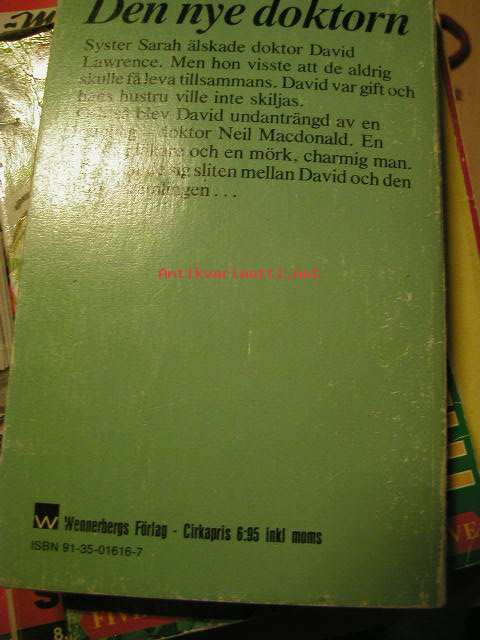 Den nye doktorn
Syster Sarah älskade doktor David
Lawrence. Men hon visste att de aldrig
skulle få leva tillsammans. David var gift och
hans hustru ville inte skiljas.
blev David undanträngd av en
doktor Neil Macdonald. En
och en mörk, charmig man.
sig sliten mellan David och den
...
Antikvariaatti.net
W
Wennerbergs Förlag - Cirkapris 6:95 inkl moms
ISBN 91-35-01616-7